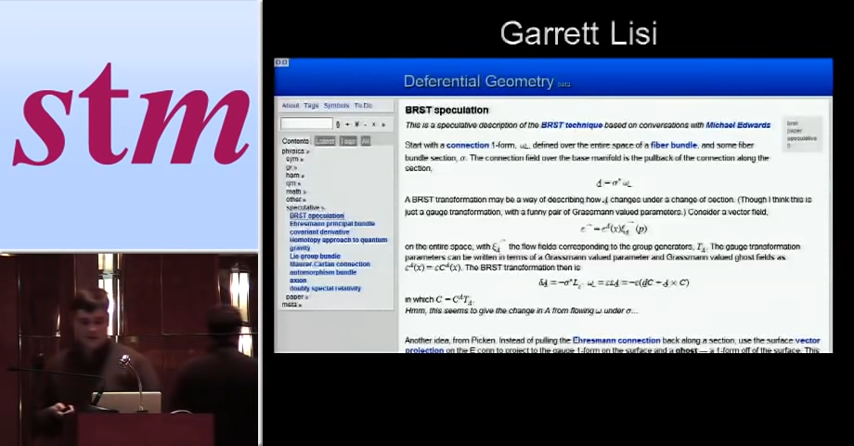 stm
Garrett Lisi
Deferential Geometry beta
About Tags Symbols To Do
Contents
Tags
All
physics
sym
gr
ham
qm
math
other
speculative
BRST speculation
Ehresmann principal bundle
covariant derivative
Homotopy approach to quantum
gravity
Lie group bundle
Maurer-Cartan connection
automorphism bundle
axion
doubly special relativity
paper
meta
BRST speculation
This is a speculative description of the BRST technique based on conversations with Michael Edwards
brst
paper
speculative
Start with a connection 1-form, ω, defined over the entire space of a fiber bundle, and some fiber
bundle section, σ. The connection field over the base manifold is the pullback of the connection along the
section,
A = σ* ω
A BRST transformation may be a way of describing how A changes under a change of section. (Though I think this is
just a gauge transformation, with a funny pair of Grassmann valued parameters.) Consider a vector field,
on the entire space, with the flow fields corresponding to the group generators, The gauge transformation
parameters can be written in terms of a Grassmann valued parameter and Grassmann valued ghost fields as
The BRST transformation then is
in which
Hmm, this seems to give the change in A from flowing ω under σ...
Another idea, from Picken. Instead of pulling the Ehresmann connection back along a section, use the surface vector
projection on the E conn to project to the gauge 1-form on the surface and a ghost — a 1-form off of the surface. This